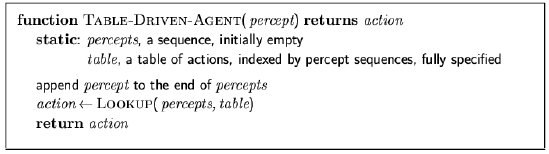 function TABLE-DRIVEN-AGENT( percept) returns action
static: percepts, a sequence, initially empty
table, a table of actions, indexed by percept sequences, fully specified
append percept to the end of percepts
action ← LOOKUP( percepts, table)
return action